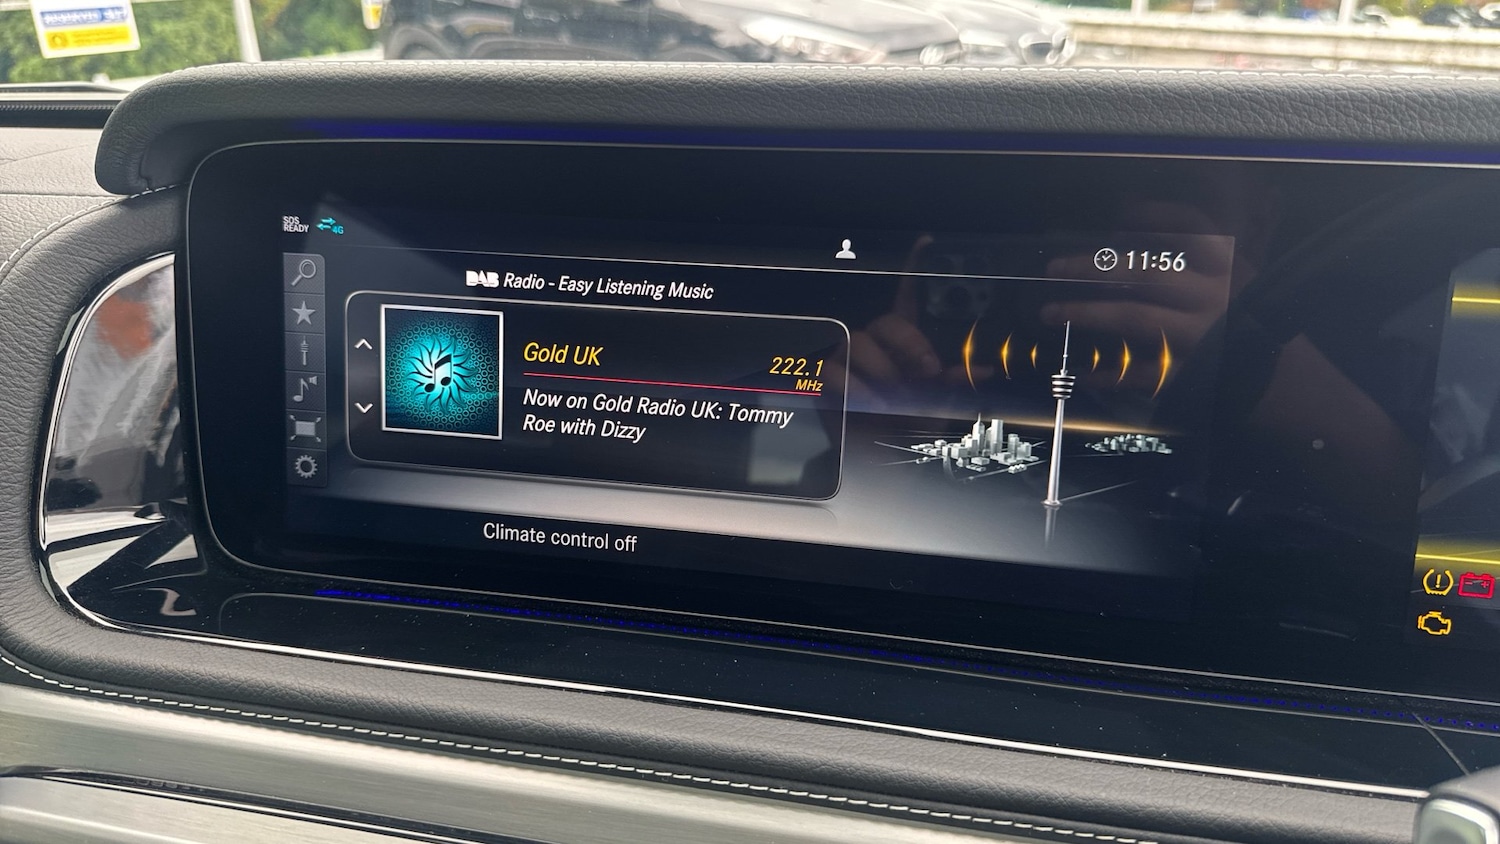 SOS
READY
4G
11:56
DAB Radio - Easy Listening Music
Gold UK
222.1
MHz
Now on Gold Radio UK: Tommy
Roe with Dizzy
Climate control off